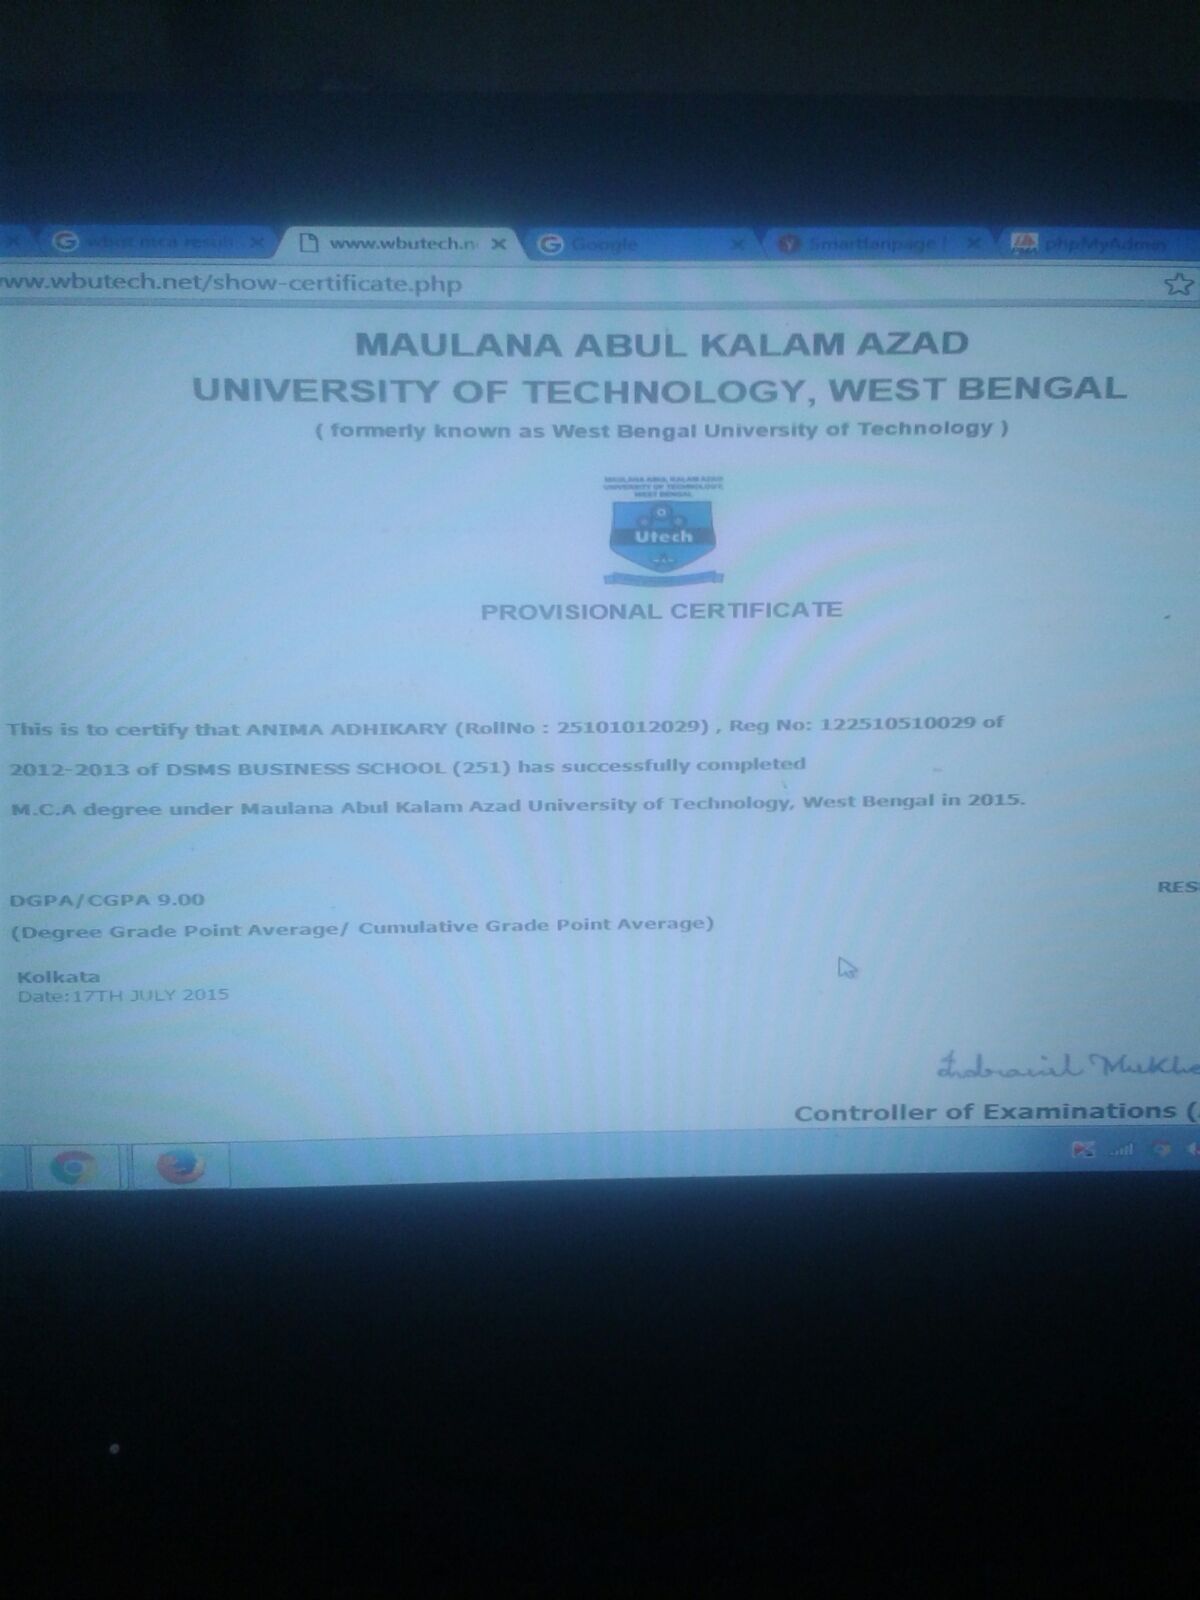 wbut mca result
www.wbutech.n
Google
Smartfanpage |
phpMyAdmin
www.wbutech.net/show-certificate.php
MAULANA ABUL KALAM AZAD
UNIVERSITY OF TECHNOLOGY, WEST BENGAL
( formerly known as West Bengal University of Technology )
MAULANA ABUL KALAM AZAD
UNIVERSITY OF TECHNOLOGY,
WEST BENGAL
Utech
PROVISIONAL CERTIFICATE
This is to certify that ANIMA ADHIKARY (RollNo : 25101012029) , Reg No: 122510510029 of
2012-2013 of DSMS BUSINESS SCHOOL (251) has successfully completed
M.C.A degree under Maulana Abul Kalam Azad University of Technology, West Bengal in 2015.
DGPA/CGPA 9.00
RES
(Degree Grade Point Average/ Cumulative Grade Point Average)
Kolkata
Date:17TH JULY 2015
Indranil Mukhe
Controller of Examinations (